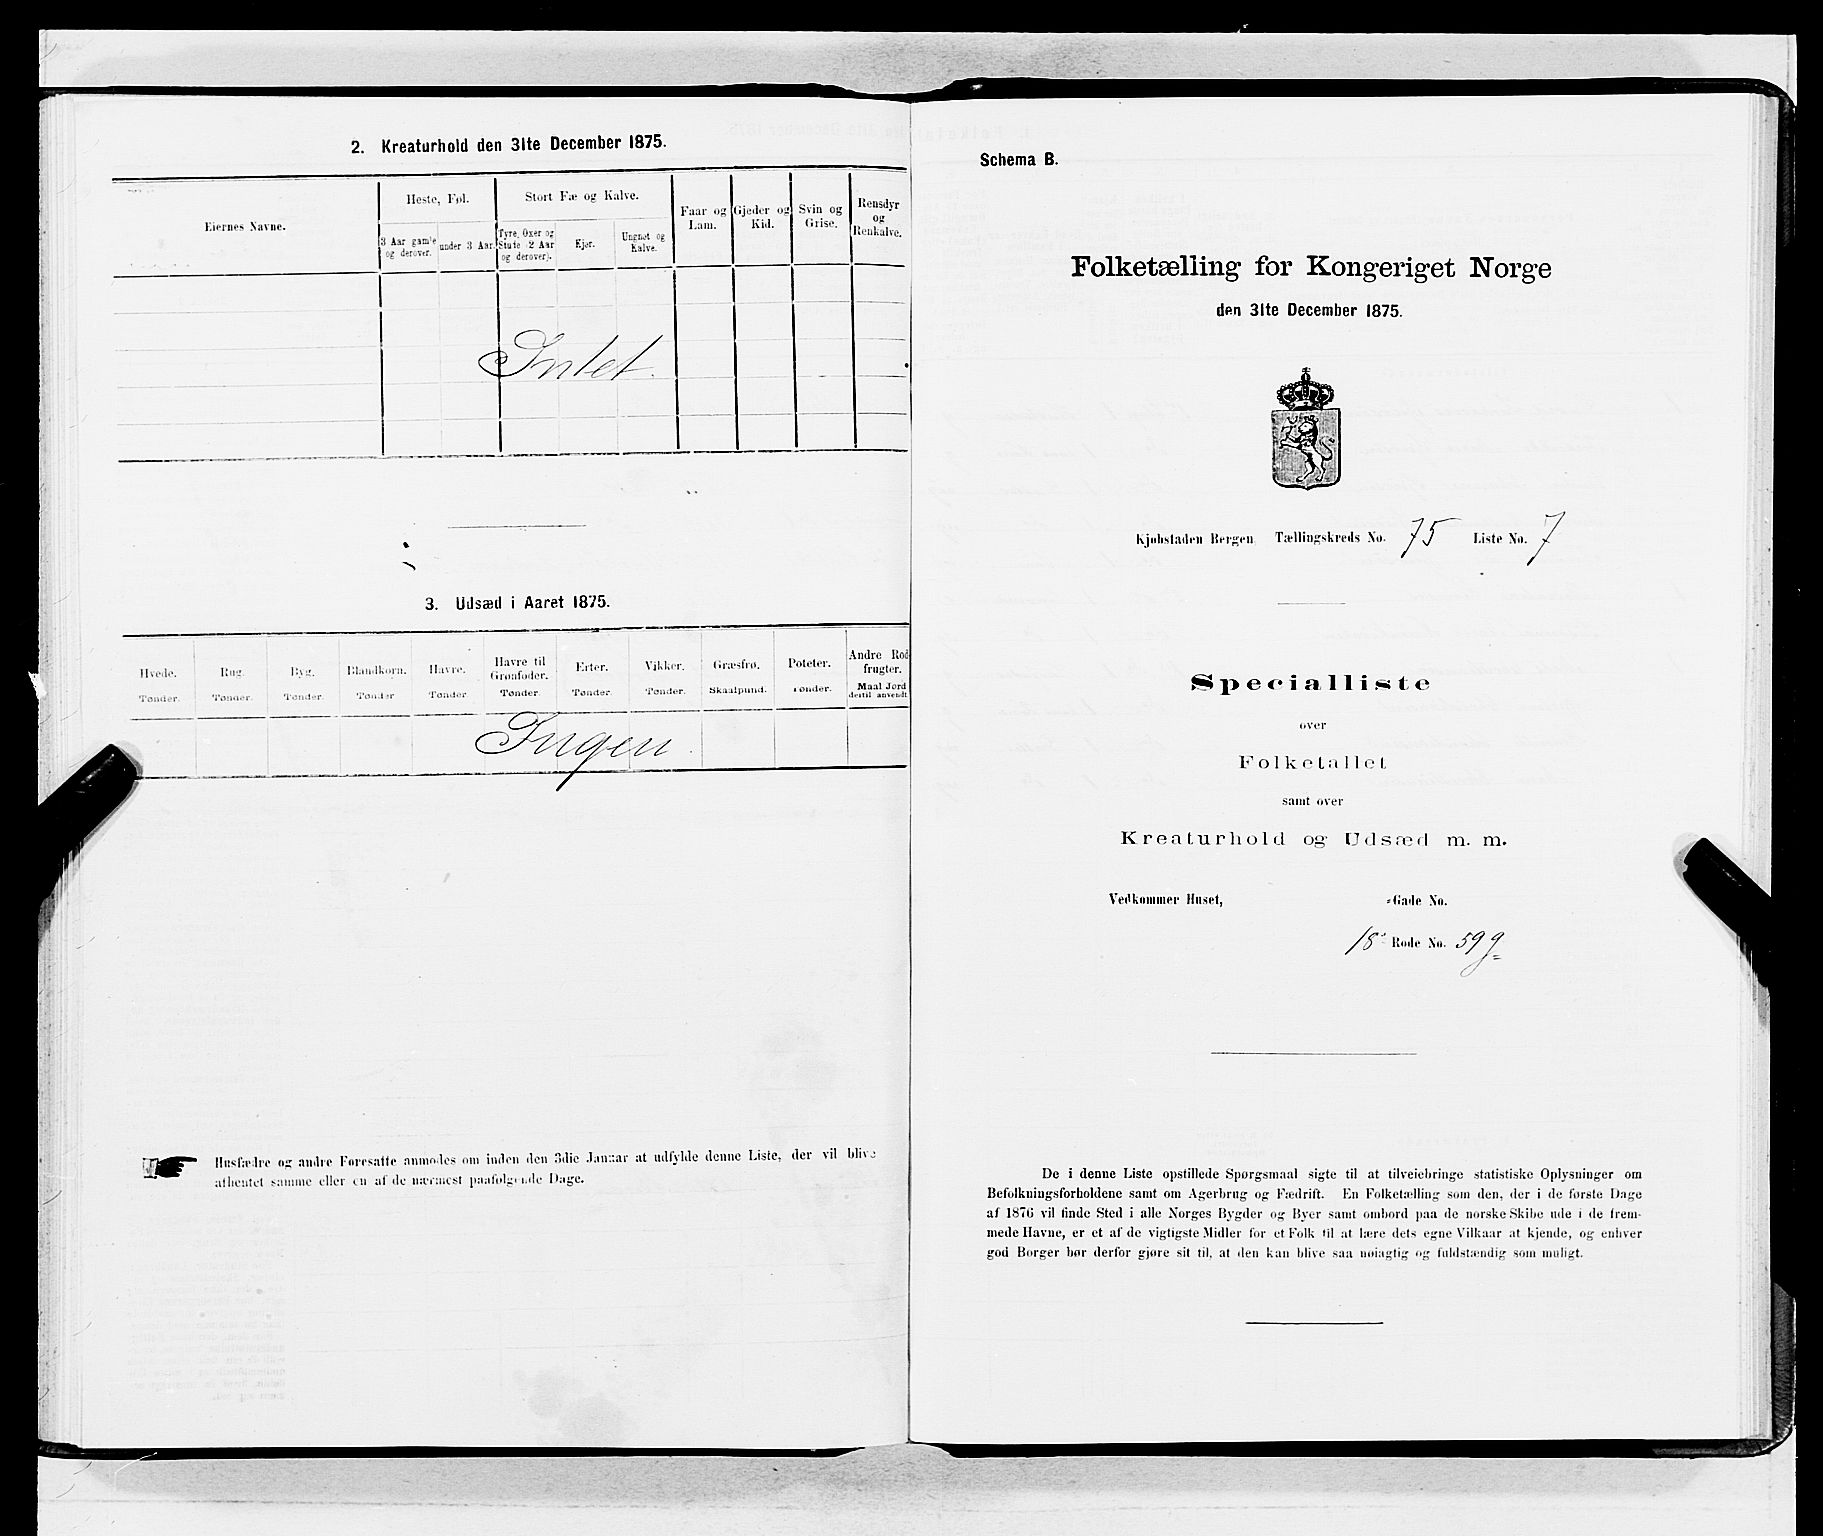 2. Kreaturhold den 31te December 1875.
Eiernes Navne.
Heste, Føl.
Stort Fæ og Kalve.
Faar og Lam.
Gjeder og Kid.
Svin og Grise.
Rensdyr og Renkalve.
3 Aar gamle og derover.
under 3 Aar.
Tyre, Oxer og Stute (2 Aar og derover).
Kjør.
Ungnøt og Kalve.
Intet.
3. Udsæd i Aaret 1875.
Hvede.
Rug.
Byg.
Blandkorn.
Havre.
Havre til Grønfoder.
Erter.
Vikker.
Græsfrø.
Poteter.
Andre Rodfrugter.
Tønder.
Tønder.
Tønder.
Tønder
Tønder.
Tønder.
Tønder.
Tønder.
Skaalpund.
Tønder.
Maal Jord dertil anvendt
Ingen.
Husfædre og andre Foresatte anmodes om inden den 3die Januar at udfylde denne Liste, der vil blive
afhentet samme eller en af de nærmest paafølgende Dage.
Schema B.
Folketælling for Kongeriget Norge
den 31te December 1875.
Kjøbstaden Bergen Tællingskreds No. 75 Liste No. 7
Specialliste
over
Folketallet
samt over
Kreaturhold og Udsæd m. m.
Vedkommer Huset, -Gade No.
18- Rode No. 59g
De i denne Liste opstillede Spørgsmaal sigte til at tilveiebringe statistiske Oplysninger om
Befolkningsforholdene samt om Agerbrug og Fædrift. En Folketælling som den, der i de første Dage
af 1876 vil finde Sted i alle Norges Bygder og Byer samt ombord paa de norske Skibe ude i de frem-
mede Havne, er et af de vigtigste Midler for et Folk til at lære dets egne Vilkaar at kjende, og enhver
god Borger bør derfor gjøre sit til, at den kan blive saa nøiagtig og fuldstændig som muligt.